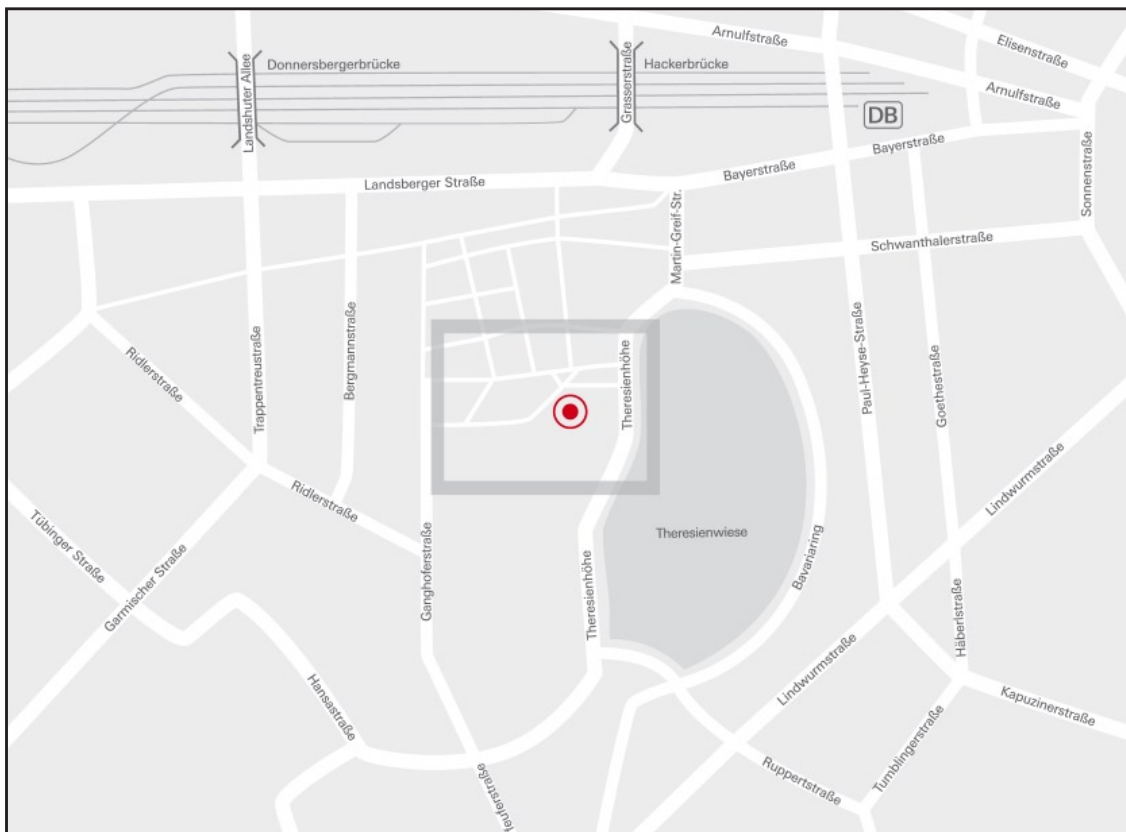 Arnulfstraße
Elisenstraße
Donnersbergerbrücke
Hackerbrücke
Landshuter Allee
Grasserstraße
Arnulfstraße
DB
Bayerstraße
Bayerstraße
Landsberger Straße
Sonnenstraße
Martin-Greif-Str.
Schwanthalerstraße
Ridlerstraße
Trappentreustraße
Bergmannstraße
Theresienhöhe
Paul-Heyse-Straße
Goethestraße
Lindwurmstraße
Ridlerstraße
Tübinger Straße
Garmischer Straße
Ganghoferstraße
Theresienwiese
Theresienhöhe
Bavariaring
Häberlstraße
Lindwurmstraße
Hansastraße
Kapuzinerstraße
Tumblingerstraße
Ruppertstraße